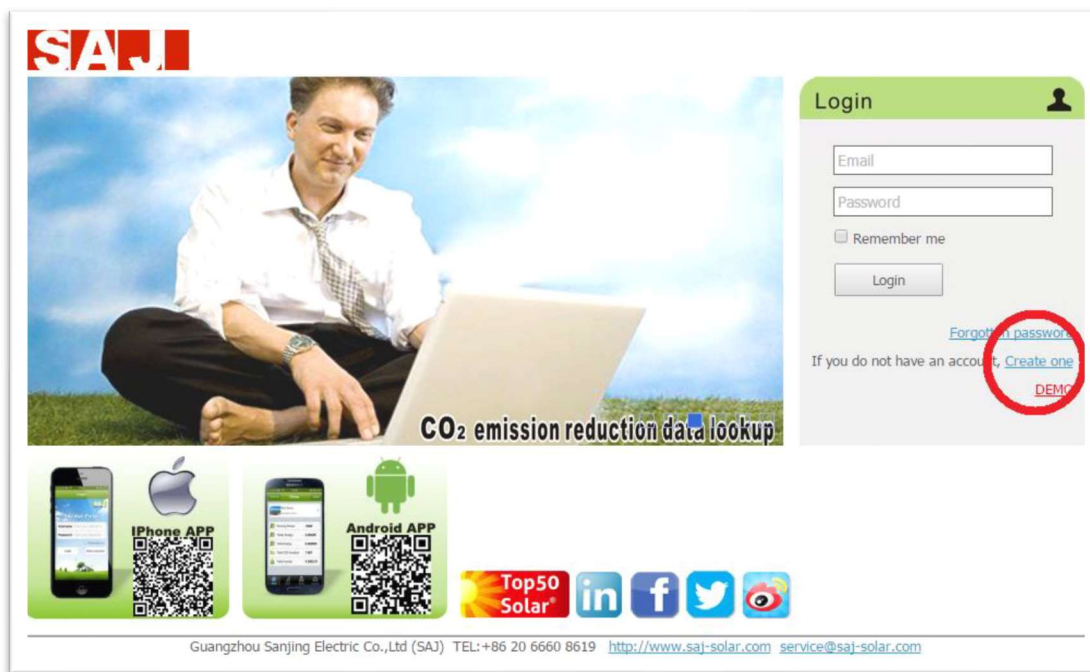 SAJ
Login
Email
Password
Remember me
Login
Forgotten password
If you do not have an account, Create one
DEMO
CO₂ emission reduction data lookup
IPhone APP
Android APP
Top50
Solar®
in
f
Guangzhou Sanjing Electric Co.,Ltd (SAJ) TEL:+86 20 6660 8619 http://www.saj-solar.com service@saj-solar.com